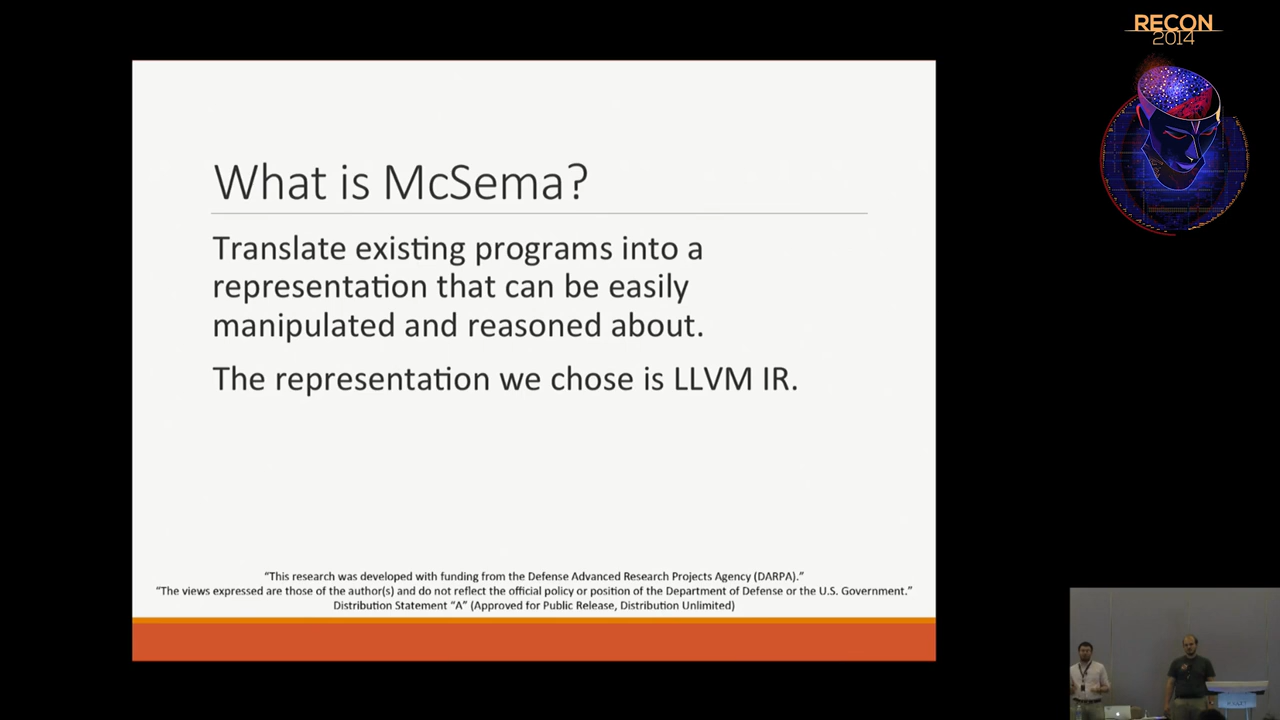 RECON
2014
What is McSema?
Translate existing programs into a
representation that can be easily
manipulated and reasoned about.
The representation we chose is LLVM IR.
“This research was developed with funding from the Defense Advanced Research Projects Agency (DARPA).”
“The views expressed are those of the author(s) and do not reflect the official policy or position of the Department of Defense or the U.S. Government.”
Distribution Statement “A” (Approved for Public Release, Distribution Unlimited)